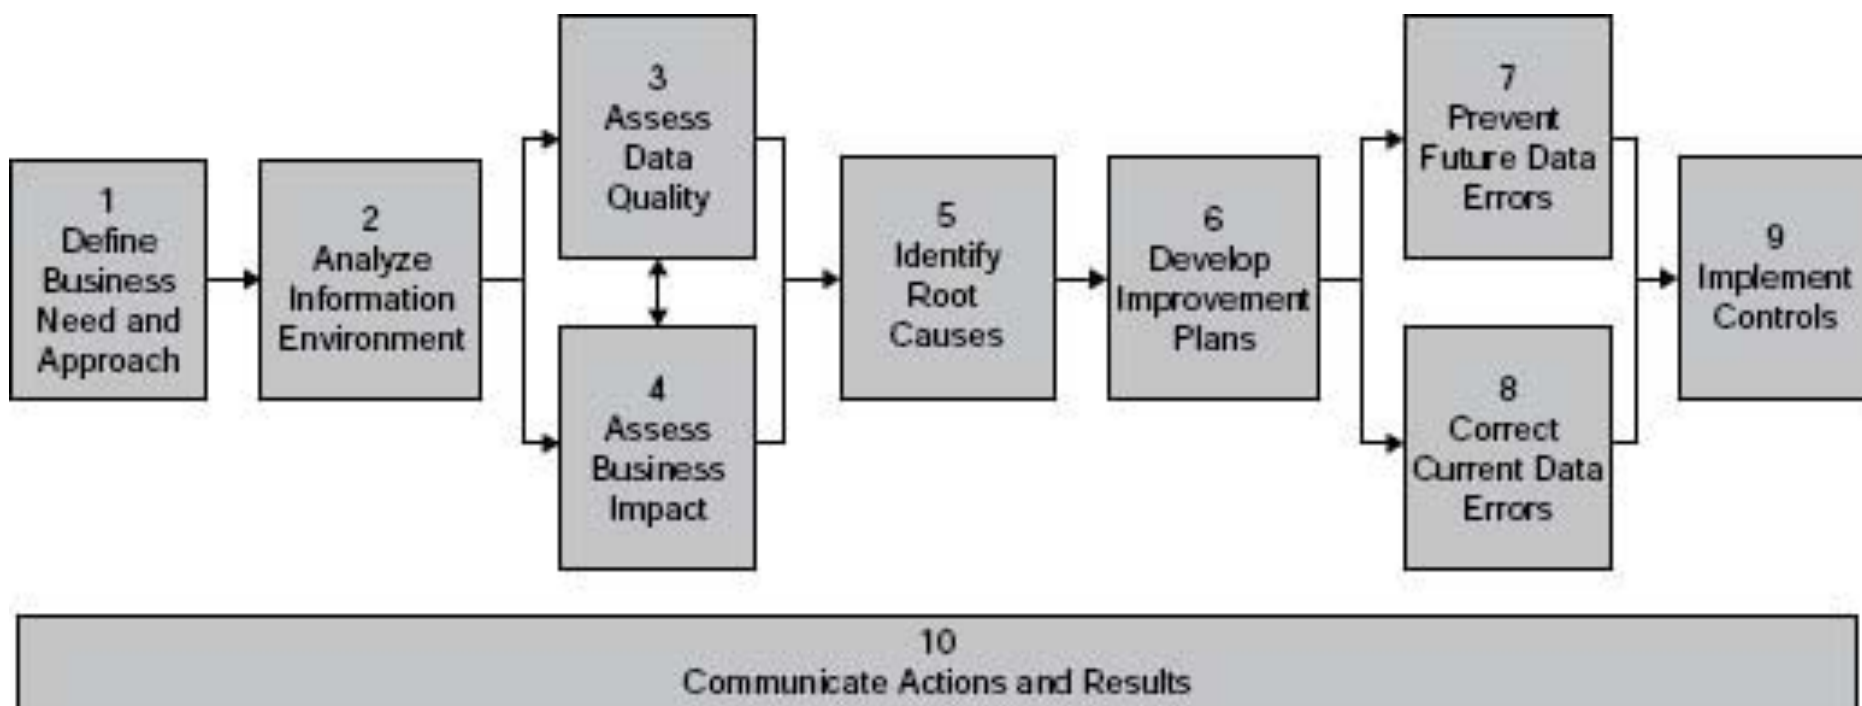 1
Define
Business
Need and
Approach
2
Analyze
Information
Environment
3
Assess
Data
Quality
4
Assess
Business
Impact
5
Identify
Root
Causes
6
Develop
Improvement
Plans
7
Prevent
Future Data
Errors
8
Correct
Current Data
Errors
9
Implement
Controls
10
Communicate Actions and Results